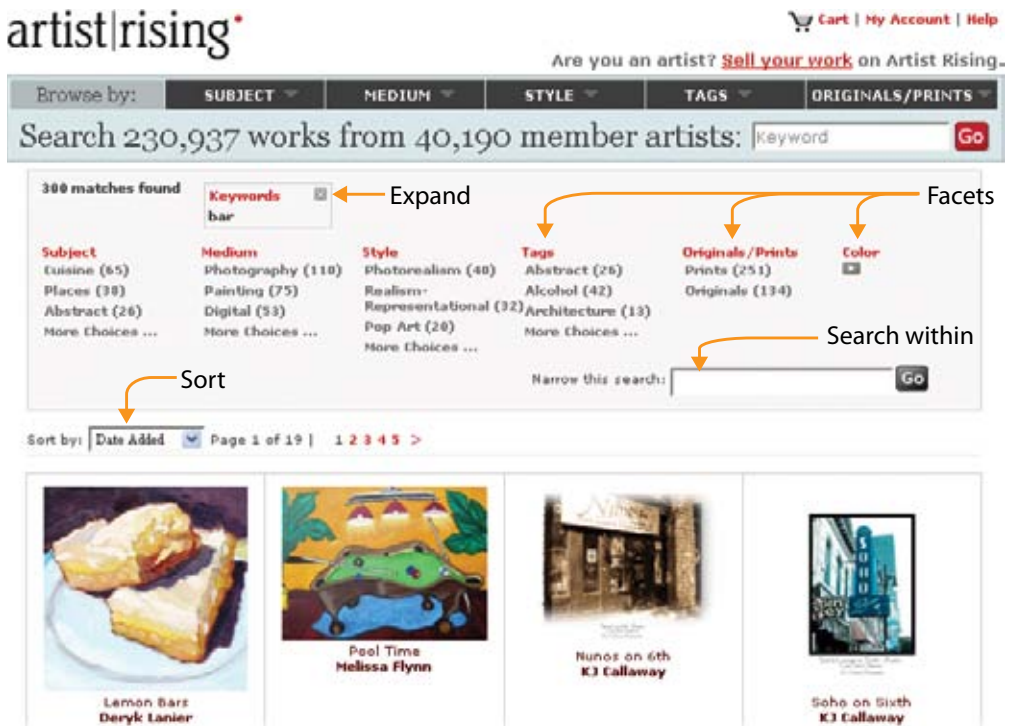 artist|rising
Cart | My Account | Help
Are you an artist? Sell your work on Artist Rising.
Browse by: SUBJECT MEDIUM STYLE TAGS ORIGINALS/PRINTS
Search 230,937 works from 40,190 member artists: Keyword Go
300 matches found
Keywords
bar
Expand
Facets
Subject
Cuisine (65)
Places (38)
Abstract (26)
More Choices ...
Medium
Photography (110)
Painting (75)
Digital (53)
More Choices ...
Style
Photorealism (40)
Realism-
Representational (32)
Pop Art (20)
More Choices ...
Tags
Abstract (26)
Alcohol (42)
Architecture (13)
More Choices ...
Originals/Prints
Prints (251)
Originals (134)
Color
Search within
Narrow this search: Go
Sort
Sort by: Date Added Page 1 of 19 | 1 2 3 4 5 >
Lemon Bars
Deryk Lanier
Pool Time
Melissa Flynn
Nunos on 6th
KJ Callaway
SOHO
Soho on Sixth
KJ Callaway